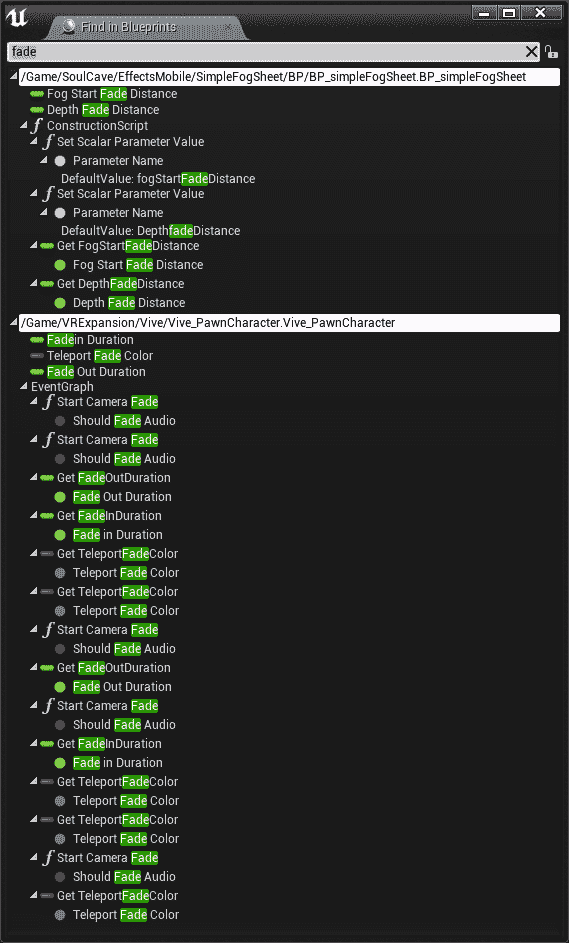 Find in Blueprints
fade
/Game/SoulCave/EffectsMobile/SimpleFogSheet/BP/BP_simpleFogSheet.BP_simpleFogSheet
Fog Start Fade Distance
Depth Fade Distance
ConstructionScript
Set Scalar Parameter Value
Parameter Name
DefaultValue: fogStartFadeDistance
Set Scalar Parameter Value
Parameter Name
DefaultValue: DepthfadeDistance
Get FogStartFadeDistance
Fog Start Fade Distance
Get DepthFadeDistance
Depth Fade Distance
/Game/VRExpansion/Vive/Vive_PawnCharacter.Vive_PawnCharacter
Fadein Duration
Teleport Fade Color
Fade Out Duration
EventGraph
Start Camera Fade
Should Fade Audio
Start Camera Fade
Should Fade Audio
Get FadeOutDuration
Fade Out Duration
Get FadeInDuration
Fade in Duration
Get TeleportFadeColor
Teleport Fade Color
Get TeleportFadeColor
Teleport Fade Color
Start Camera Fade
Should Fade Audio
Get FadeOutDuration
Fade Out Duration
Start Camera Fade
Should Fade Audio
Get FadeInDuration
Fade in Duration
Get TeleportFadeColor
Teleport Fade Color
Get TeleportFadeColor
Teleport Fade Color
Start Camera Fade
Should Fade Audio
Get TeleportFadeColor
Teleport Fade Color